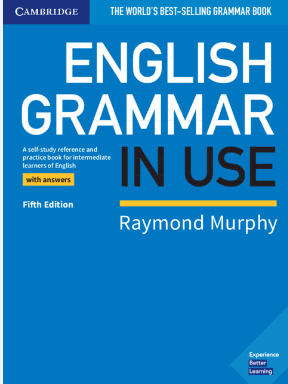 CAMBRIDGE
THE WORLD'S BEST-SELLING GRAMMAR BOOK
ENGLISH
GRAMMAR
IN USE
A self-study reference and
practice book for intermediate
learners of English
with answers
Fifth Edition
Raymond Murphy
Experience
Better
Learning